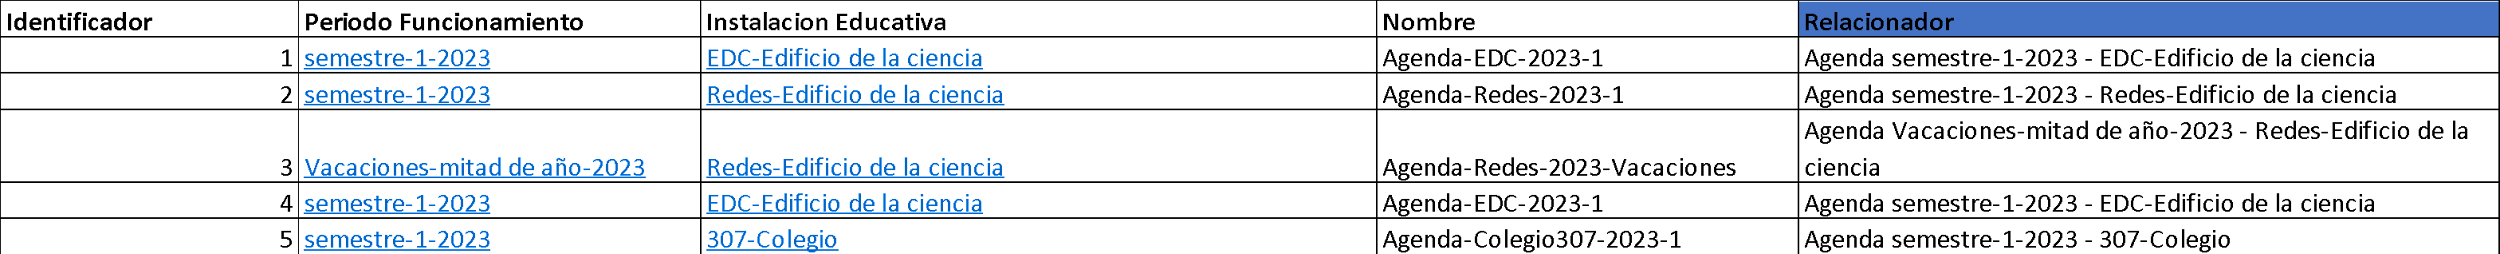 Identificador Periodo Funcionamiento Instalacion Educativa Nombre Relacionador
1 semestre-1-2023 EDC-Edificio de la ciencia Agenda-EDC-2023-1 Agenda semestre-1-2023 - EDC-Edificio de la ciencia
2 semestre-1-2023 Redes-Edificio de la ciencia Agenda-Redes-2023-1 Agenda semestre-1-2023 - Redes-Edificio de la ciencia
Agenda Vacaciones-mitad de año-2023 - Redes-Edificio de la
3 Vacaciones-mitad de año-2023 Redes-Edificio de la ciencia Agenda-Redes-2023-Vacaciones ciencia
4 semestre-1-2023 EDC-Edificio de la ciencia Agenda-EDC-2023-1 Agenda semestre-1-2023 - EDC-Edificio de la ciencia
5 semestre-1-2023 307-Colegio Agenda-Colegio307-2023-1 Agenda semestre-1-2023 - 307-Colegio